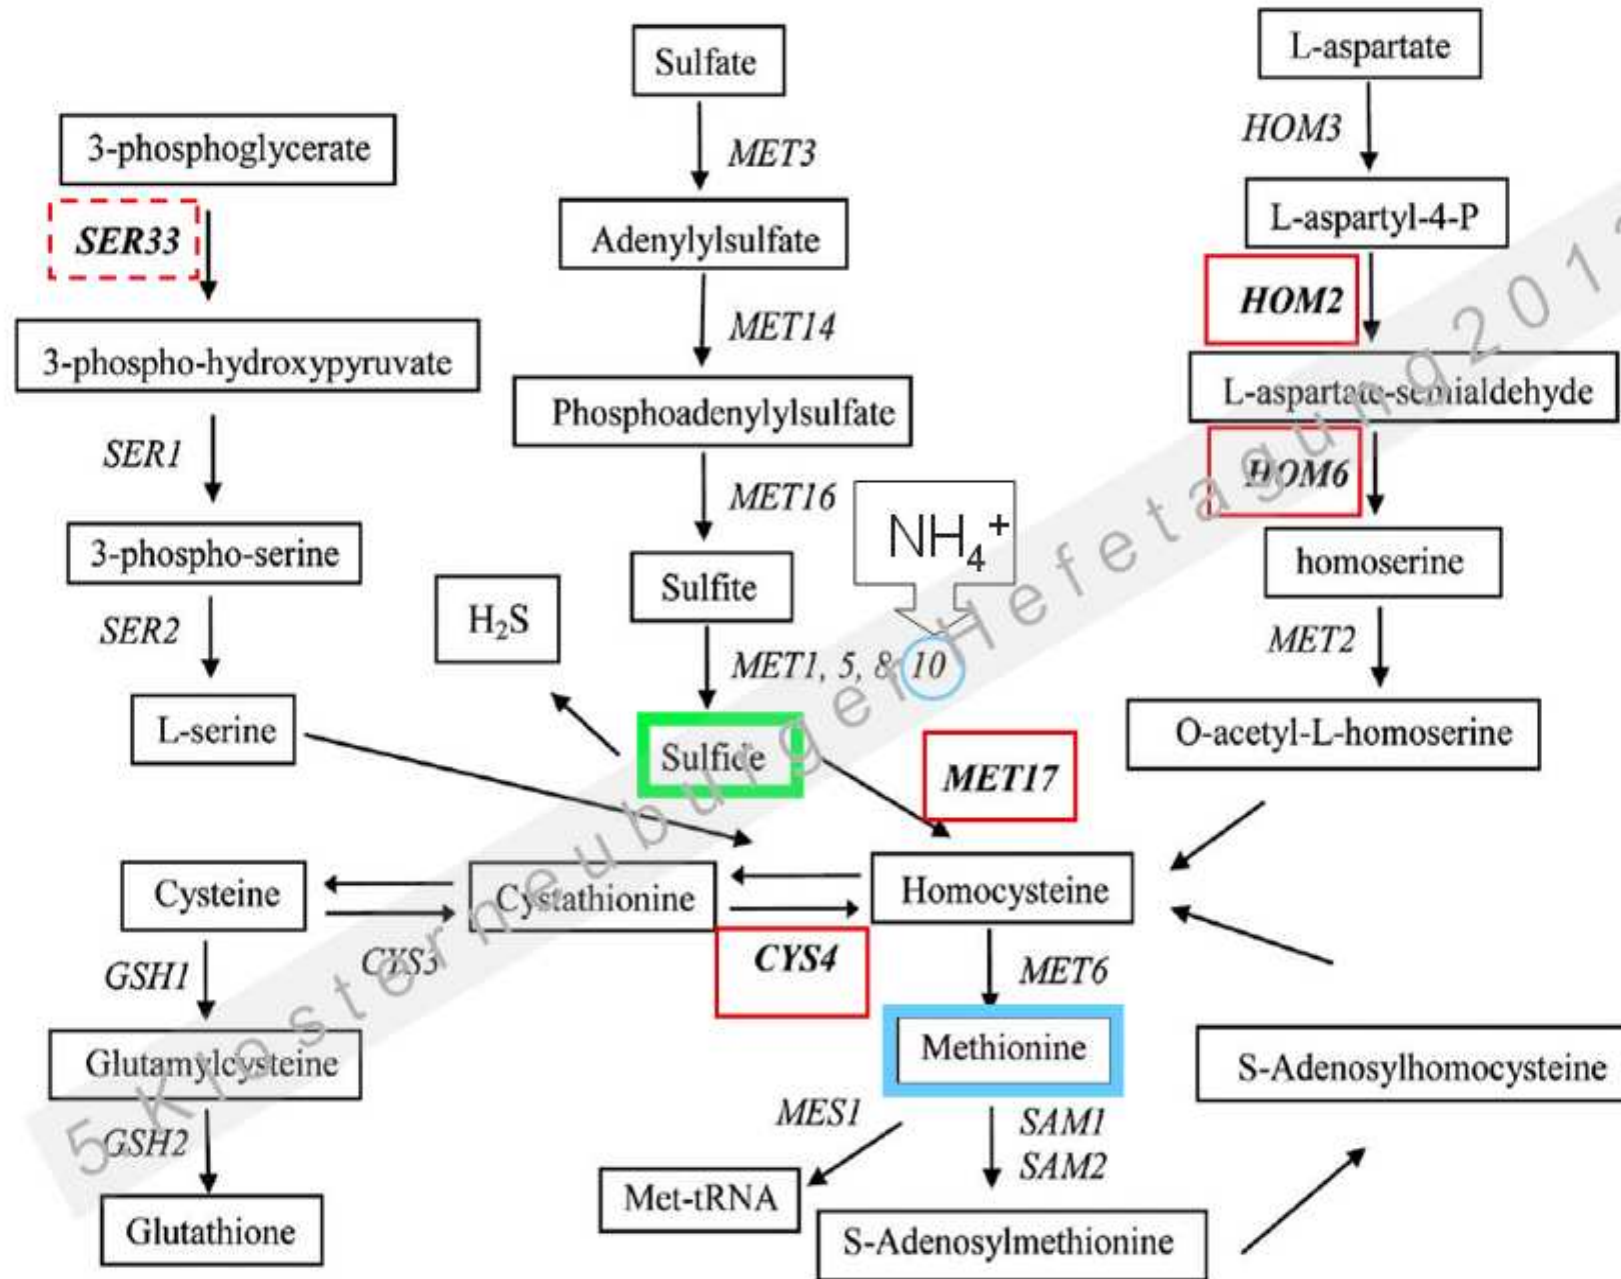 Sulfate
L-aspartate
3-phosphoglycerate
MET3
HOM3
SER33
Adenylylsulfate
L-aspartyl-4-P
HOM2
3-phospho-hydroxypyruvate
MET14
L-aspartate-semialdehyde
Phosphoadenylylsulfate
SER1
HOM6
MET16
NH4+
3-phospho-serine
Sulfite
homoserine
H2S
SER2
MET1, 5, 8 10
MET2
L-serine
Sulfide
O-acetyl-L-homoserine
MET17
Cysteine
Cystathionine
Homocysteine
CYS3
CYS4
GSH1
MET6
Glutamylcysteine
Methionine
S-Adenosylhomocysteine
GSH2
MES1
SAM1
SAM2
Met-tRNA
Glutathione
S-Adenosylmethionine
5. Klosterneuburger Hefetagung 201